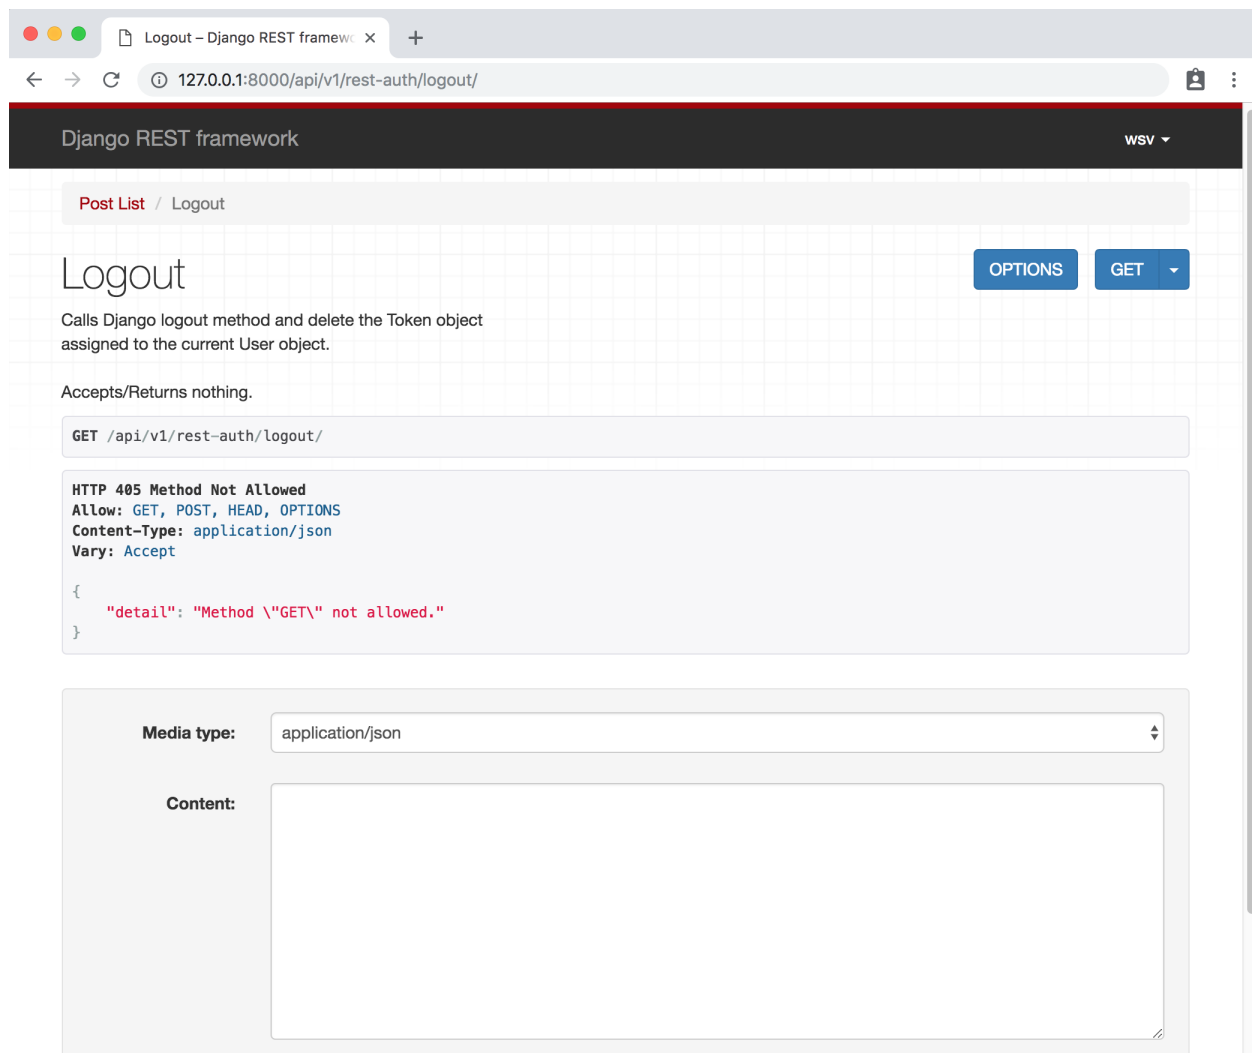 Logout – Django REST framew
127.0.0.1:8000/api/v1/rest-auth/logout/
Django REST framework
wsv
Post List / Logout
Logout
OPTIONS
GET
Calls Django logout method and delete the Token object
assigned to the current User object.
Accepts/Returns nothing.
GET /api/v1/rest-auth/logout/
HTTP 405 Method Not Allowed
Allow: GET, POST, HEAD, OPTIONS
Content-Type: application/json
Vary: Accept
{
"detail": "Method \"GET\" not allowed."
}
Media type:
application/json
Content: